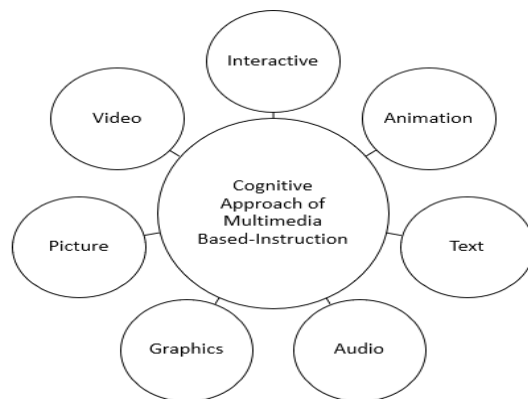 Interactive
Video
Animation
Cognitive
Approach of
Multimedia
Based-Instruction
Picture
Text
Graphics
Audio